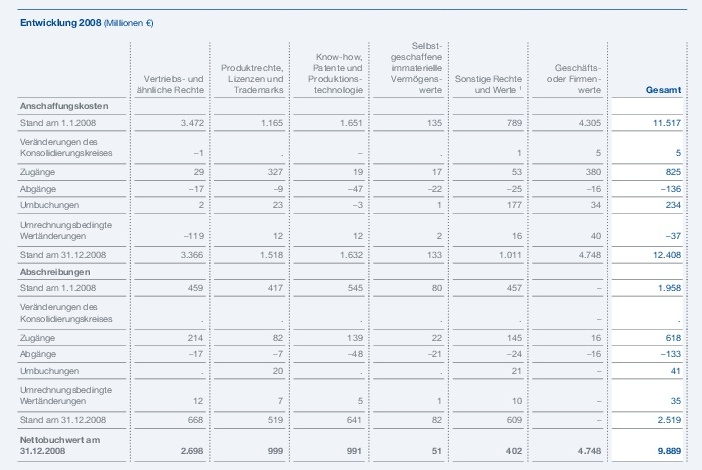 Entwicklung 2008 (Millionen €)
Vertriebs- und ähnliche Rechte | Produktrechte, Lizenzen und Trademarks | Know-how, Patente und Produktions-technologie | Selbst-geschaffene immaterielle Vermögens-werte | Sonstige Rechte und Werte ¹ | Geschäfts- oder Firmen-werte | Gesamt
Anschaffungskosten
Stand am 1.1.2008 3.472 1.165 1.651 135 789 4.305 11.517
Veränderungen des
Konsolidierungskreises –1 . – . 1 5 5
Zugänge 29 327 19 17 53 380 825
Abgänge –17 –9 –47 –22 –25 –16 –136
Umbuchungen 2 23 –3 1 177 34 234
Umrechnungsbedingte
Wertänderungen –119 12 12 2 16 40 –37
Stand am 31.12.2008 3.366 1.518 1.632 133 1.011 4.748 12.408
Abschreibungen
Stand am 1.1.2008 459 417 545 80 457 – 1.958
Veränderungen des
Konsolidierungskreises . . . . . – .
Zugänge 214 82 139 22 145 16 618
Abgänge –17 –7 –48 –21 –24 –16 –133
Umbuchungen . 20 . . 21 – 41
Umrechnungsbedingte
Wertänderungen 12 7 5 1 10 – 35
Stand am 31.12.2008 668 519 641 82 609 – 2.519
Nettobuchwert am
31.12.2008 2.698 999 991 51 402 4.748 9.889